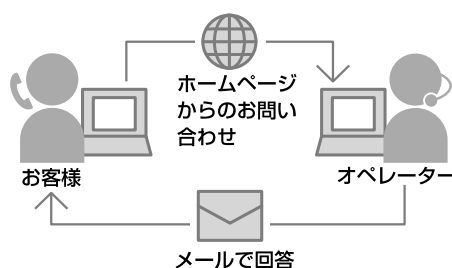 ホームページ
からのお問い
合わせ
お客様
オペレーター
メールで回答